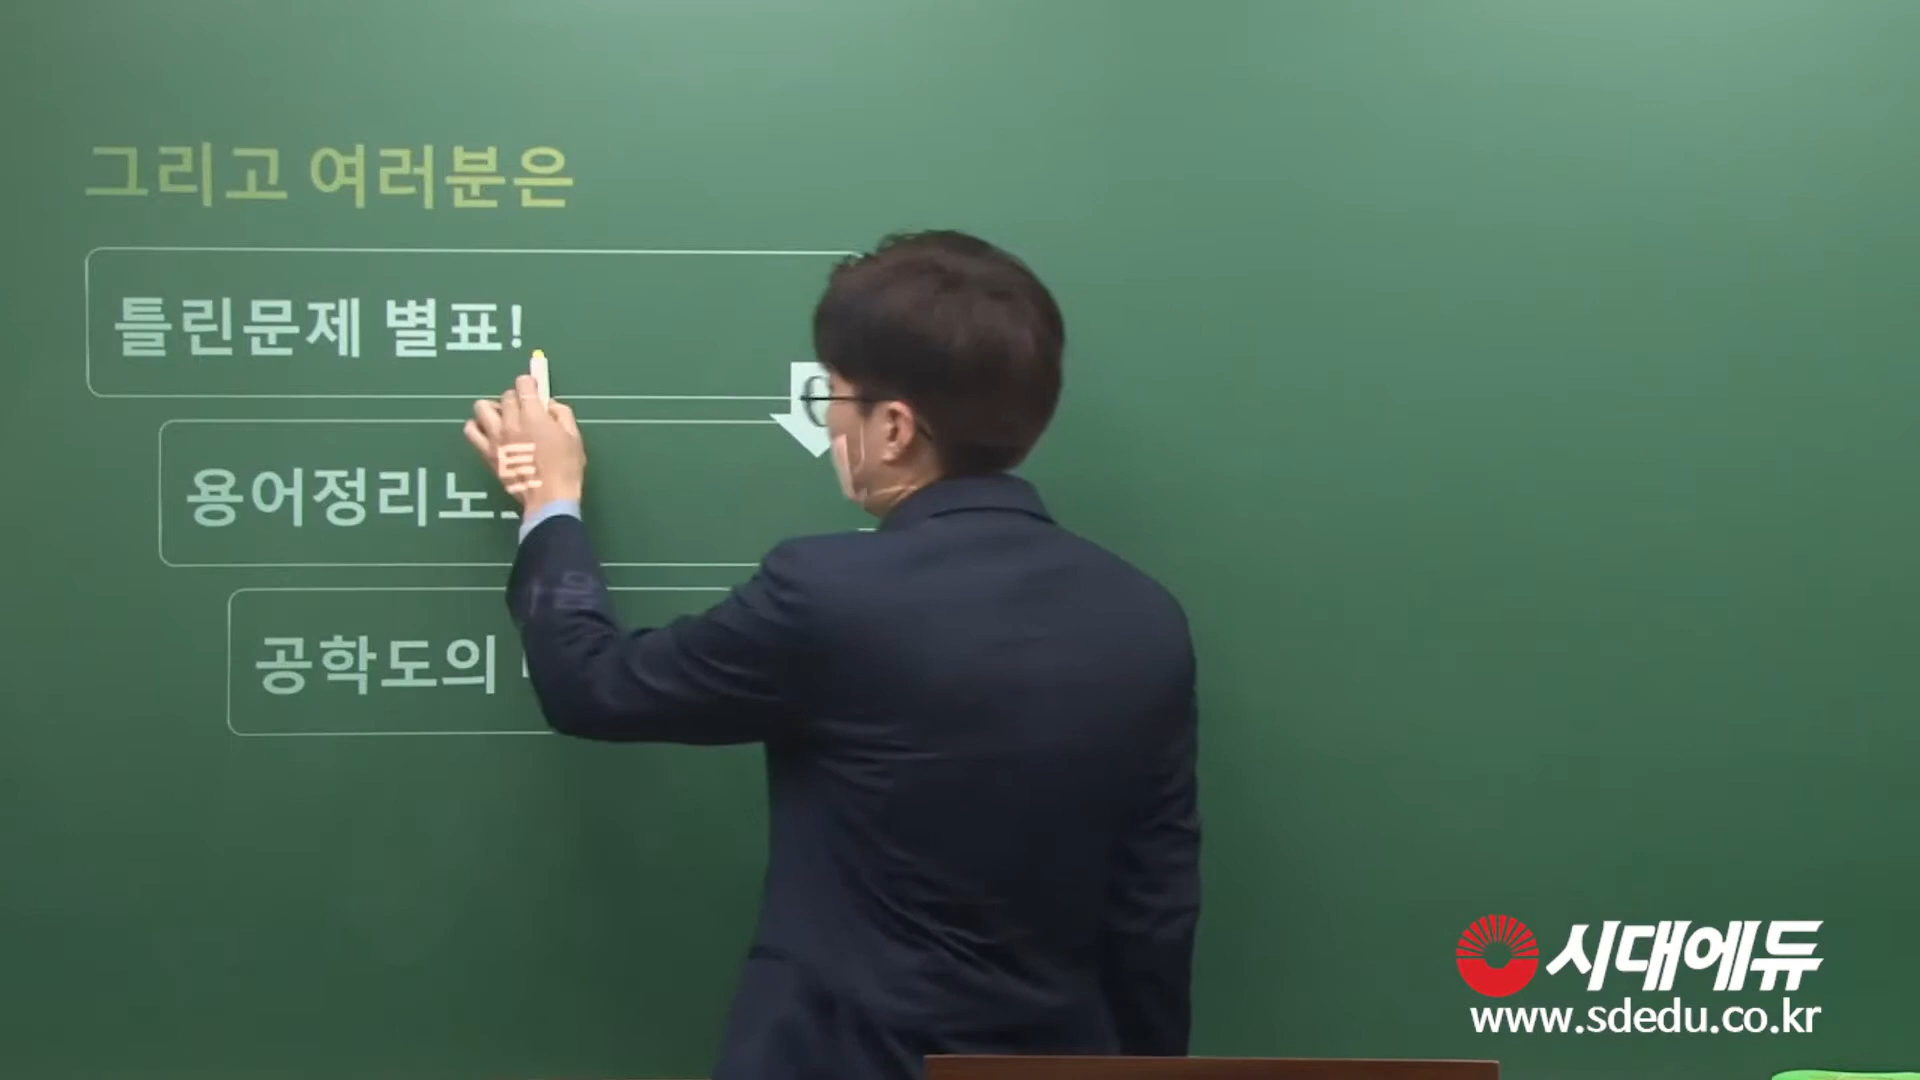 그리고 여러분은
틀린문제 별표!
용어정리노트
공학도의
시대에듀
www.sdedu.co.kr